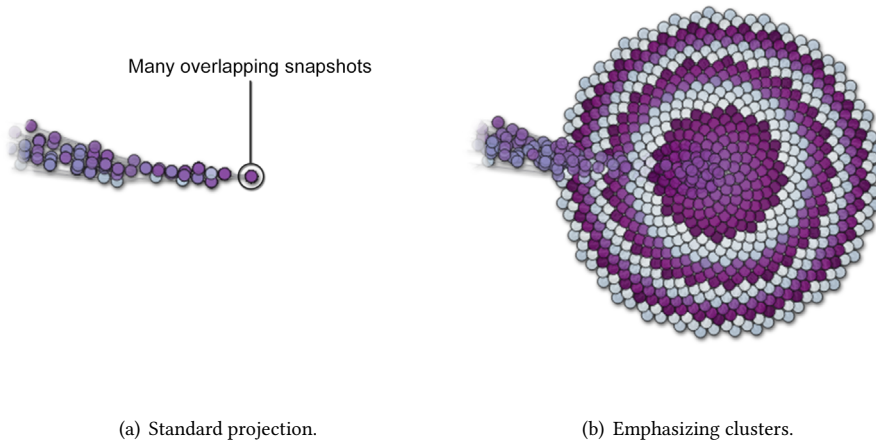 Many overlapping snapshots
(a) Standard projection.
(b) Emphasizing clusters.